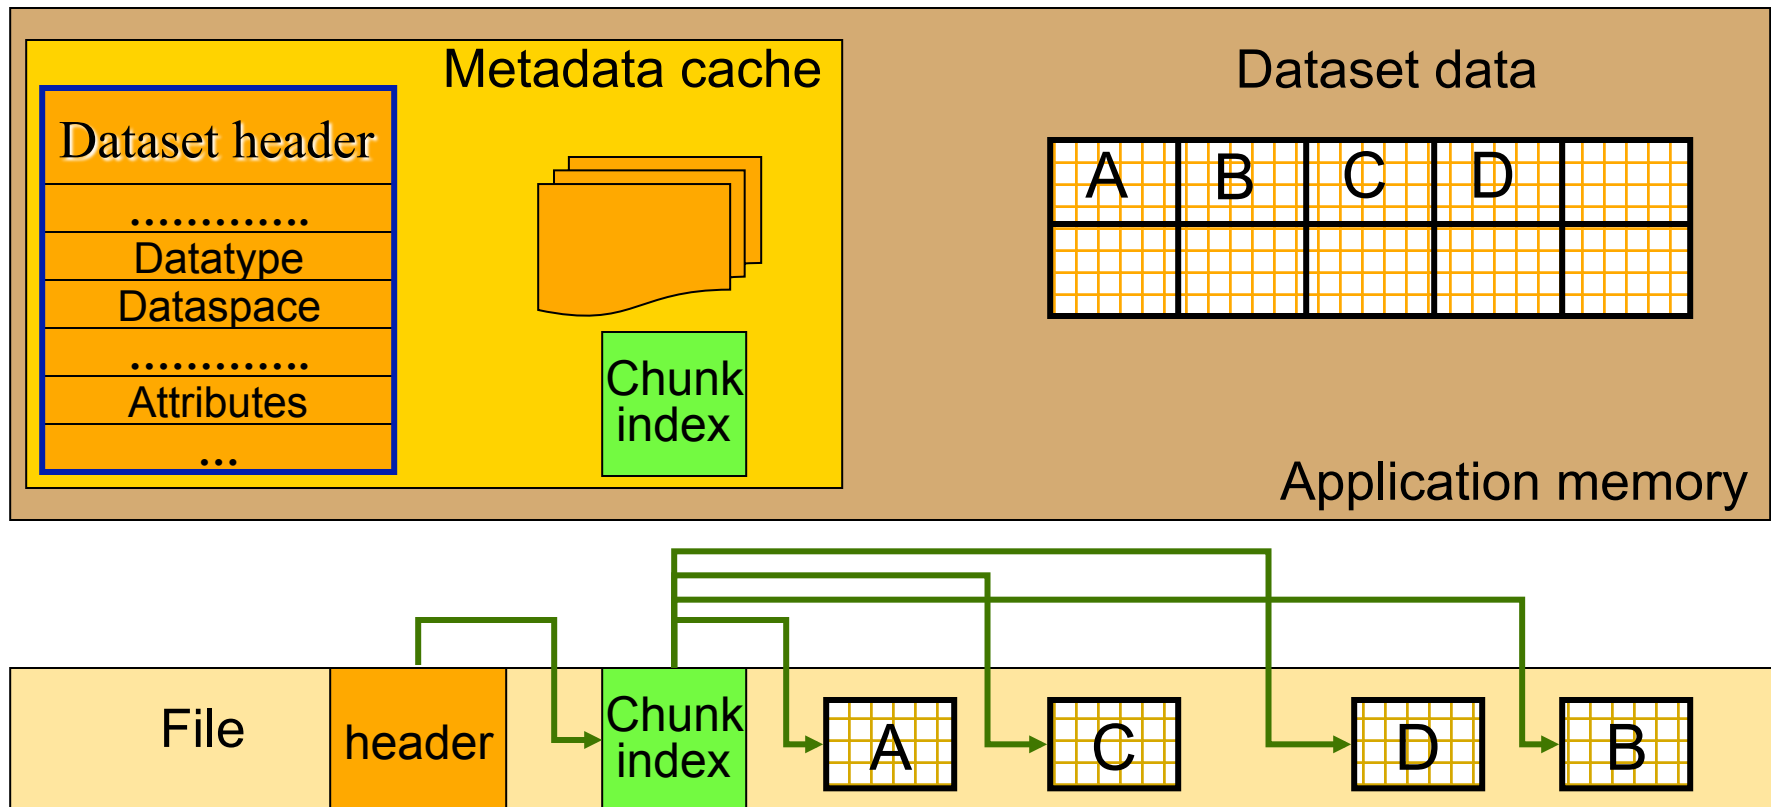 Metadata cache
Dataset header
.............
Datatype
Dataspace
.............
Attributes
...
Chunk
index
Dataset data
A B C D
Application memory
File
header
Chunk
index
A
C
D
B